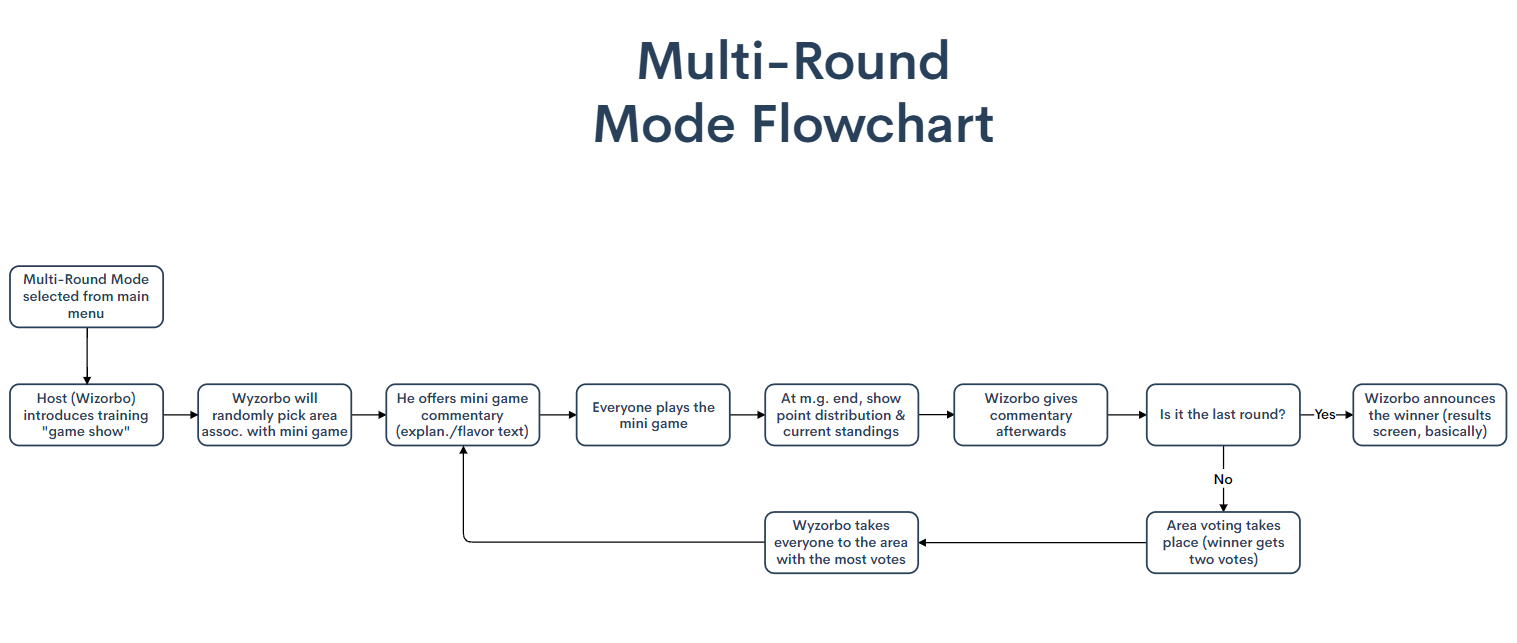 Multi-Round
Mode Flowchart
Multi-Round Mode
selected from main
menu
Host (Wizorbo)
introduces training
"game show"
Wyzorbo will
randomly pick area
assoc. with mini game
He offers mini game
commentary
(explan./flavor text)
Everyone plays the
mini game
At m.g. end, show
point distribution &
current standings
Wizorbo gives
commentary
afterwards
Is it the last round?
Yes
Wizorbo announces
the winner (results
screen, basically)
No
Area voting takes
place (winner gets
two votes)
Wyzorbo takes
everyone to the area
with the most votes